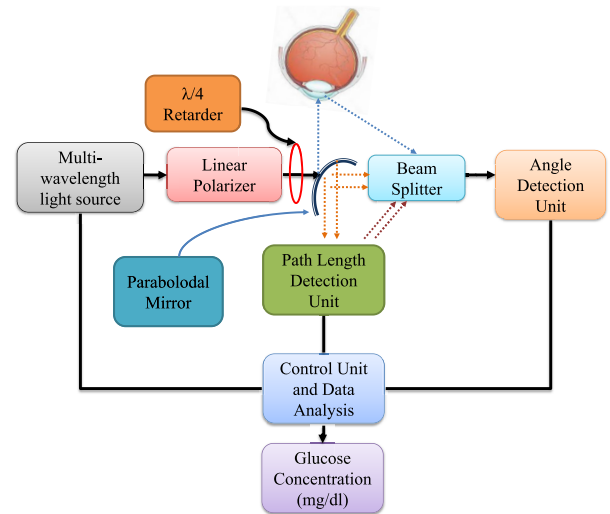 λ/4
Retarder
Multi-
wavelength
light source
Linear
Polarizer
Beam
Splitter
Angle
Detection
Unit
Parabolodal
Mirror
Path Length
Detection
Unit
Control Unit
and Data
Analysis
Glucose
Concentration
(mg/dl)